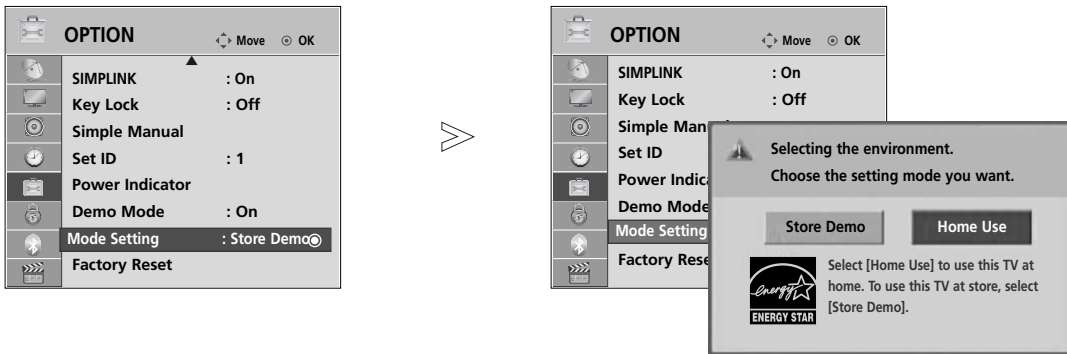 OPTION
Move OK
SIMPLINK : On
Key Lock : Off
Simple Manual
Set ID : 1
Power Indicator
Demo Mode : On
Mode Setting : Store Demo
Factory Reset
OPTION
Move OK
SIMPLINK : On
Key Lock : Off
Simple Manual
Set ID
Power Indica
Demo Mode
Mode Setting
Factory Rese
Selecting the environment.
Choose the setting mode you want.
Store Demo
Home Use
Select [Home Use] to use this TV at
home. To use this TV at store, select
[Store Demo].
energy
ENERGY STAR